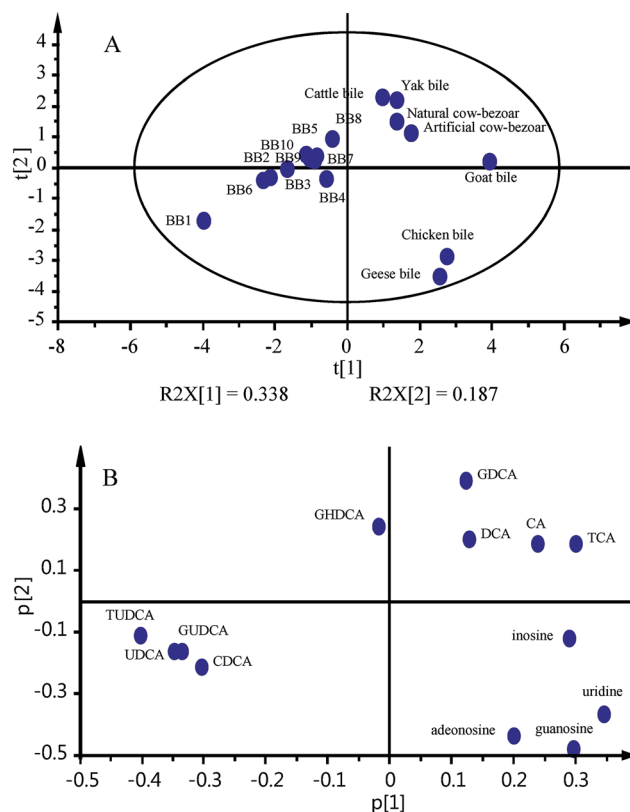 A
4
3
2
1
0
-1
-2
-3
-4
-5
t[2]
Cattle bile
Yak bile
Natural cow-bezoar
Artificial cow-bezoar
BB8
BB5
BB10
BB2
BB9
BB7
Goat bile
BB6
BB3
BB4
BB1
Chicken bile
Geese bile
-8
-6
-4
-2
0
2
4
6
t[1]
R2X[1] = 0.338
R2X[2] = 0.187
B
0.3
0.1
-0.1
-0.3
-0.5
p[2]
GDCA
GHDCA
DCA
CA
TCA
TUDCA
GUDCA
UDCA
CDCA
inosine
uridine
adeonosine
guanosine
-0.5
-0.4
-0.3
-0.2
-0.1
0
0.1
0.2
0.3
p[1]